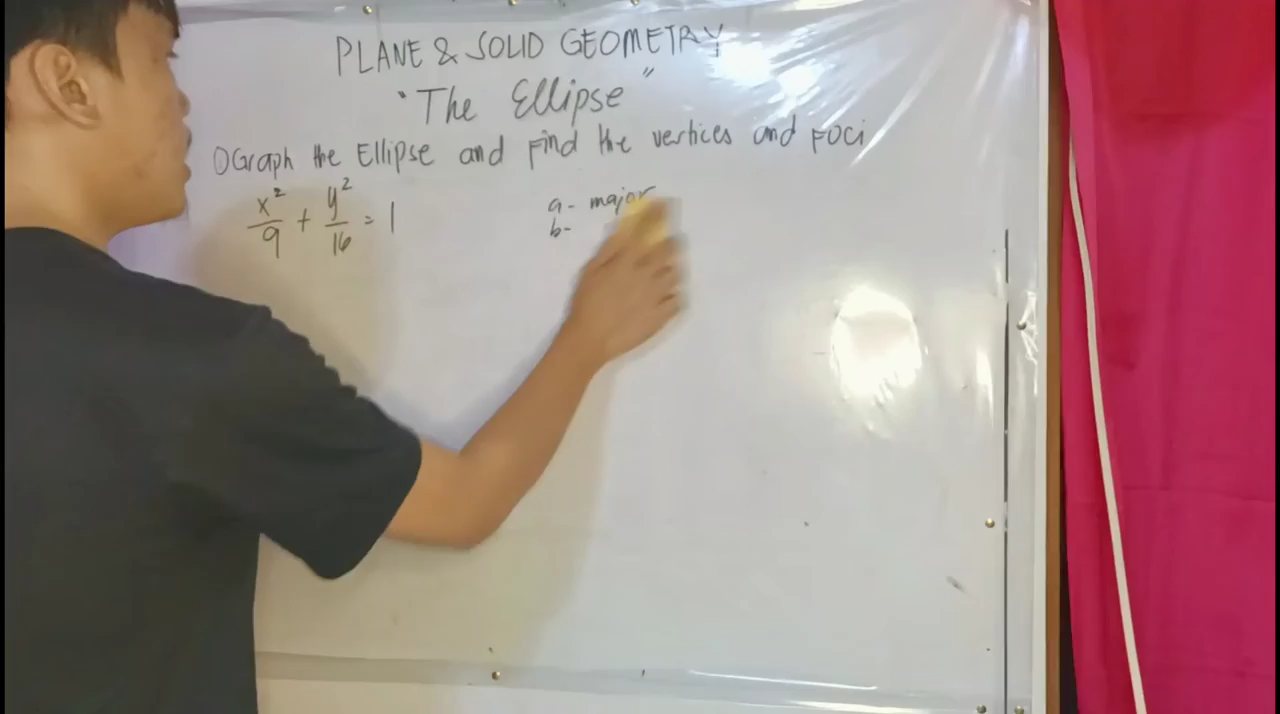 PLANE & SOLID GEOMETRY
"The Ellipse"
① Graph the Ellipse and Find the vertices and Foci
x²/9 + y²/16 = 1
a - major
b-